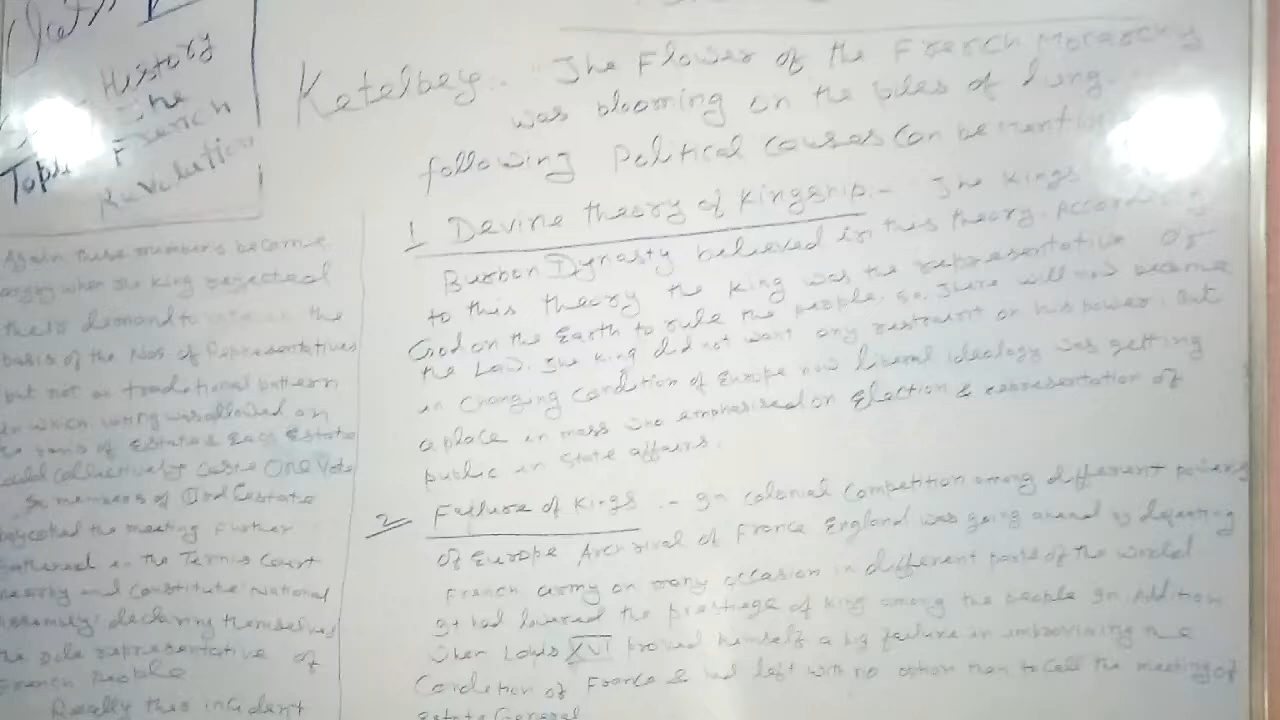 History
The
French
Topic
Revolution
Again these members became
angry when the King rejected
their demand to the
basis of the Nos of Representatives
but not on traditional pattern
in which voting was allowed on
basis of Estates & Each Estate
could collectively caste One Vote
So members of IIIrd Estate
boycotted the meeting Further
gathered in the Tennis Court
nearby and constitute National
Assembly declaring themselves
the sole representative of
French People
Really this incident
Ketelbey:- The Flower of the French Monarchy
was blooming on the piles of lung.
following Political Causes Can be
1 Devine theory of Kingship:- The Kings
Burbon Dynasty believed in this theory. According
to this theory the King was the representative of
God on the Earth to rule the people. So, There will
the Law. The King did not want any restraint on his power. But
in changing condition of Europe now liberal ideology was getting
a place in mass who emphasised on Election & representation of
public in State affairs.
2 Failure of Kings :- In colonial Competition among different powers
of Europe Arch rival of France England was going ahead by defeating
French army on many occasion in different parts of the world
It had lowered the prestiage of King among the people In Addition
when Louis XVI proved himself a big failure in improvising the
Condition of France & had left with no option than to Call the meeting of
Estate General